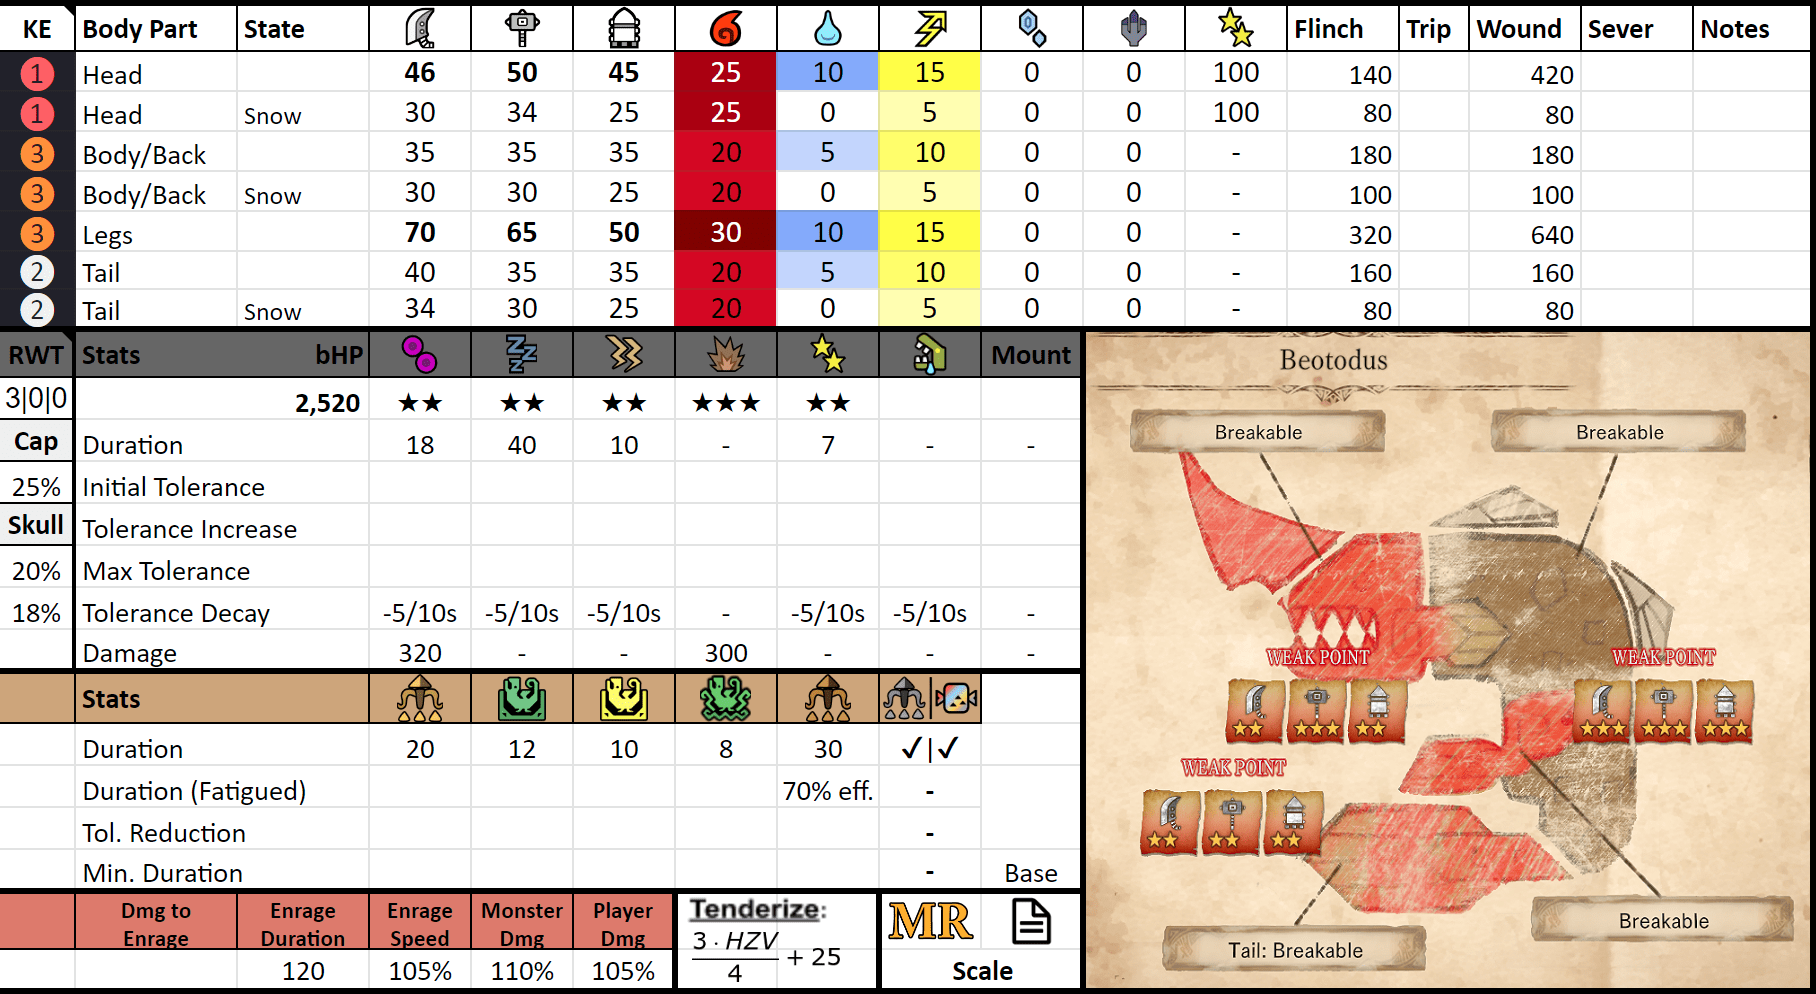 KE Body Part State Flinch Trip Wound Sever Notes
1 Head 46 50 45 25 10 15 0 0 100 140 420
1 Head Snow 30 34 25 25 0 5 0 0 100 80 80
3 Body/Back 35 35 35 20 5 10 0 0 - 180 180
3 Body/Back Snow 30 30 25 20 0 5 0 0 - 100 100
3 Legs 70 65 50 30 10 15 0 0 - 320 640
2 Tail 40 35 35 20 5 10 0 0 - 160 160
2 Tail Snow 34 30 25 20 0 5 0 0 - 80 80
RWT Stats bHP Mount
3|0|0 2,520 ★★ ★★ ★★ ★★★ ★★
Cap Duration 18 40 10 - 7 - -
25% Initial Tolerance
Skull Tolerance Increase
20% Max Tolerance
18% Tolerance Decay -5/10s -5/10s -5/10s - -5/10s -5/10s -
Damage 320 - - 300 - - -
Stats
Duration 20 12 10 8 30 ✓|✓
Duration (Fatigued) 70% eff. -
Tol. Reduction -
Min. Duration - Base
Dmg to Enrage Enrage Duration Enrage Speed Monster Dmg Player Dmg
120 105% 110% 105%
Tenderize:
3 · HZV
4
+ 25
MR
Scale
Beotodus
Breakable
Breakable
WEAK POINT
WEAK POINT
WEAK POINT
Breakable
Tail: Breakable